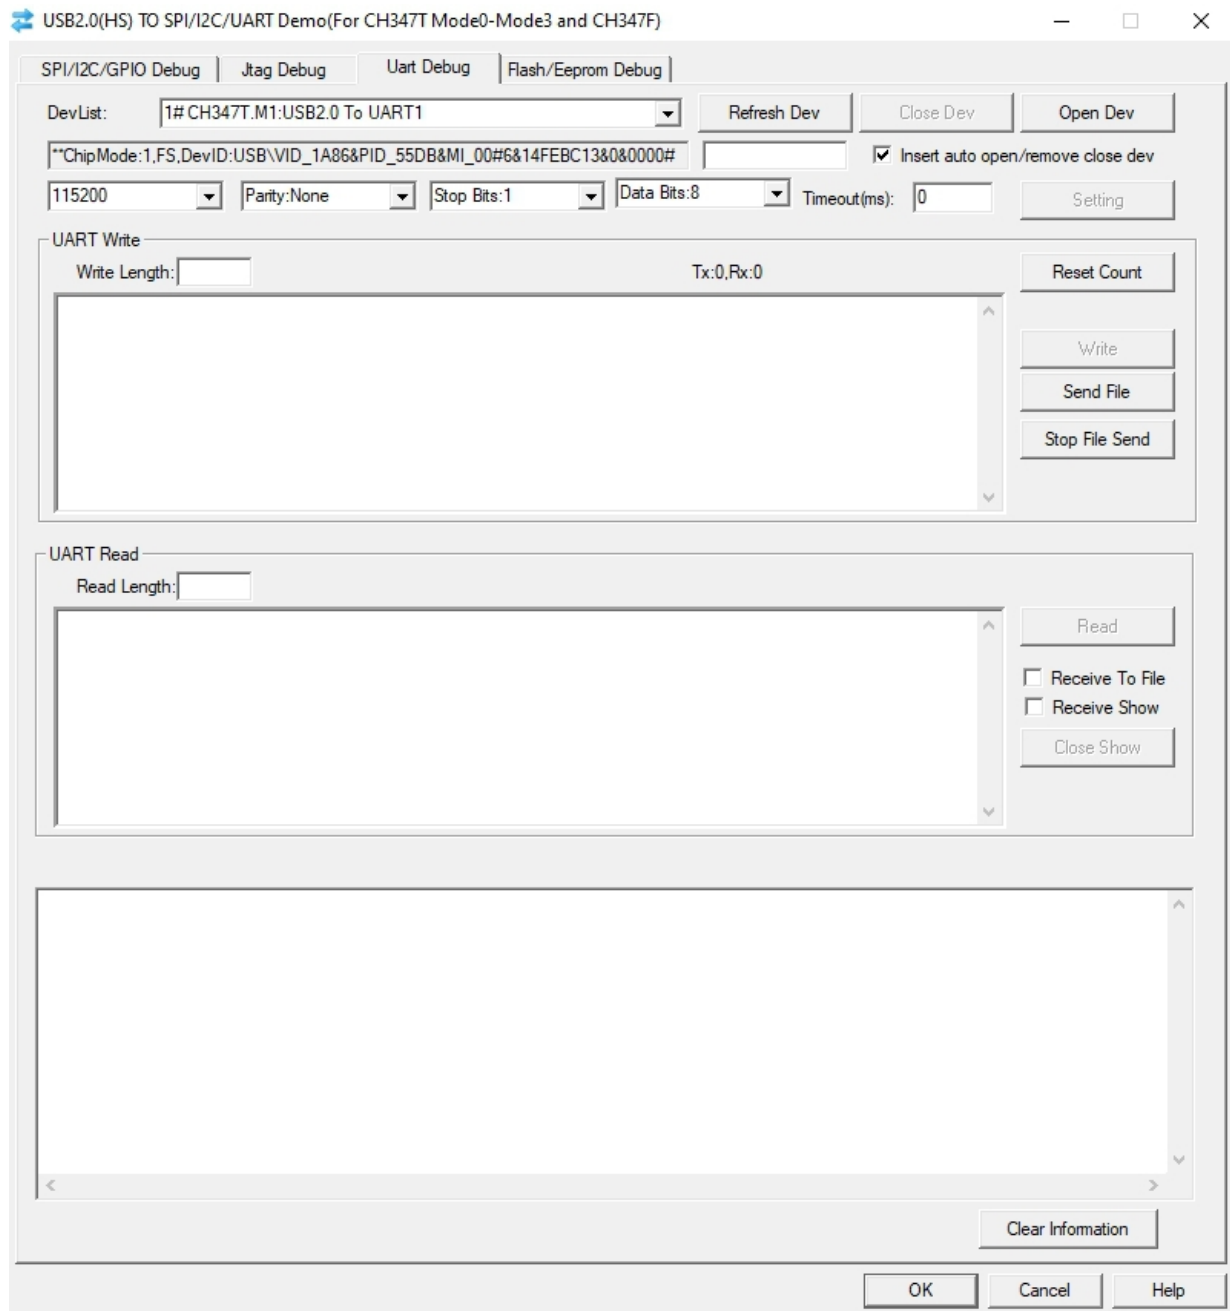 USB2.0(HS) TO SPI/I2C/UART Demo(For CH347T Mode0-Mode3 and CH347F)
SPI/I2C/GPIO Debug Jtag Debug Uart Debug Flash/Eeprom Debug
DevList: 1# CH347T.M1:USB2.0 To UART1 Refresh Dev Close Dev Open Dev
**ChipMode:1,FS,DevID:USB\VID_1A86&PID_55DB&MI_00#6&14FEBC13&0&0000# Insert auto open/remove close dev
115200 Parity:None Stop Bits:1 Data Bits:8 Timeout(ms): 0 Setting
UART Write
Write Length: Tx:0,Rx:0 Reset Count
Write
Send File
Stop File Send
UART Read
Read Length:
Read
Receive To File
Receive Show
Close Show
Clear Information
OK Cancel Help